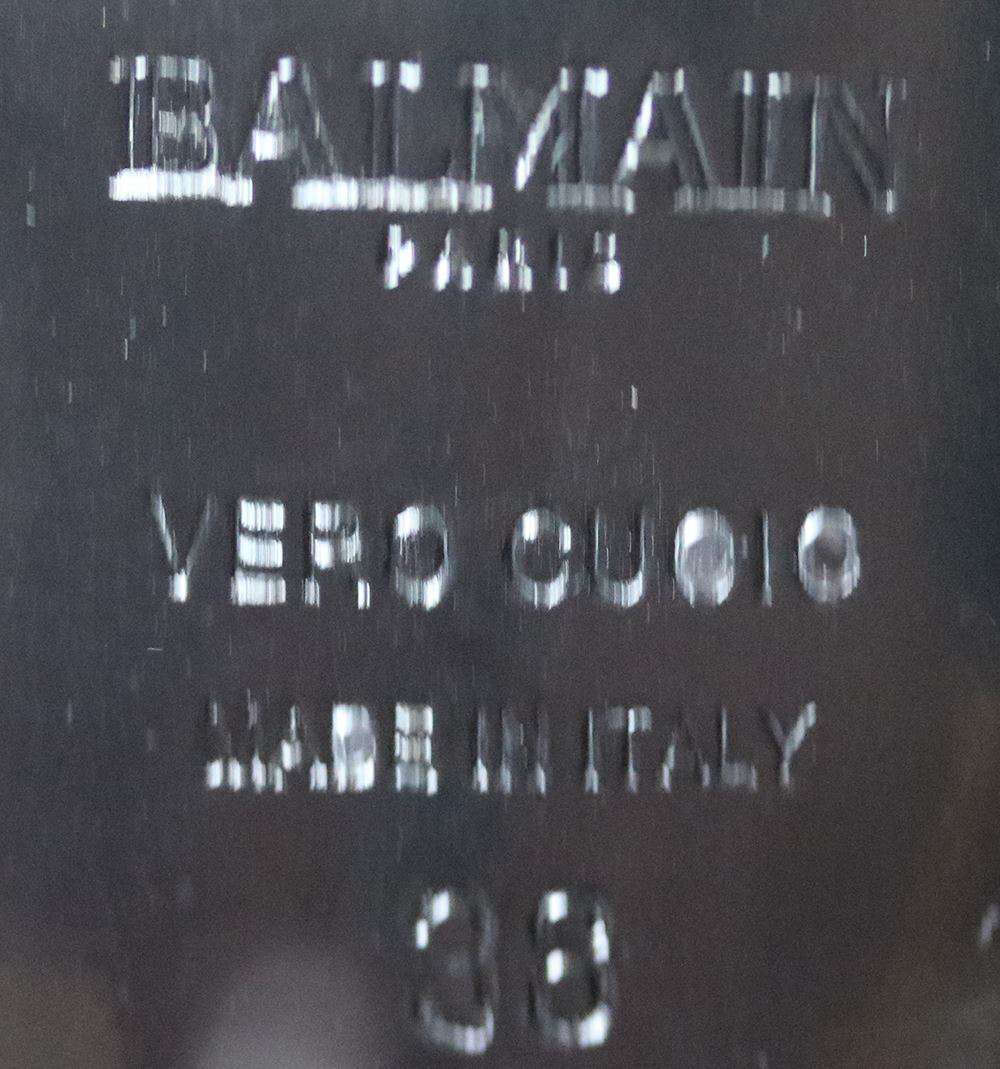 BALMAIN
PARIS
VERO CUOIO
MADE IN ITALY
38